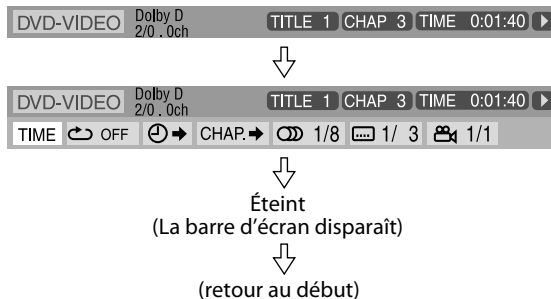 DVD-VIDEO Dolby D 2/0 . 0ch TITLE 1 CHAP 3 TIME 0:01:40
DVD-VIDEO Dolby D 2/0 . 0ch TITLE 1 CHAP 3 TIME 0:01:40
TIME OFF CHAP. 1/8 1/ 3 1/1
Éteint
(La barre d’écran disparaît)
(retour au début)